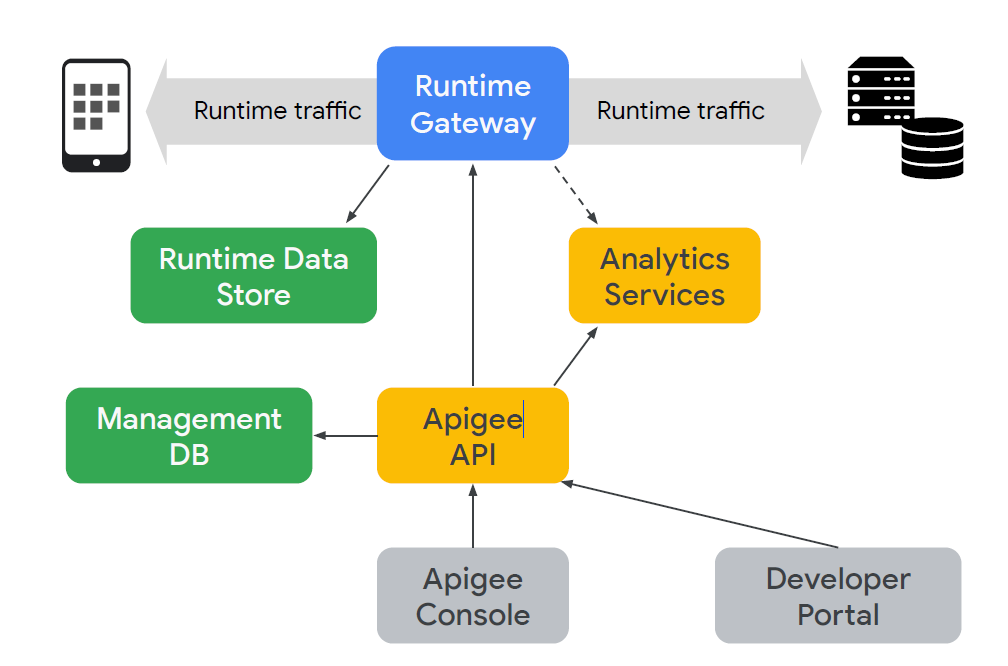 Runtime
Gateway
Runtime traffic
Runtime traffic
Runtime Data
Store
Analytics
Services
Management
DB
Apigee
API
Apigee
Console
Developer
Portal